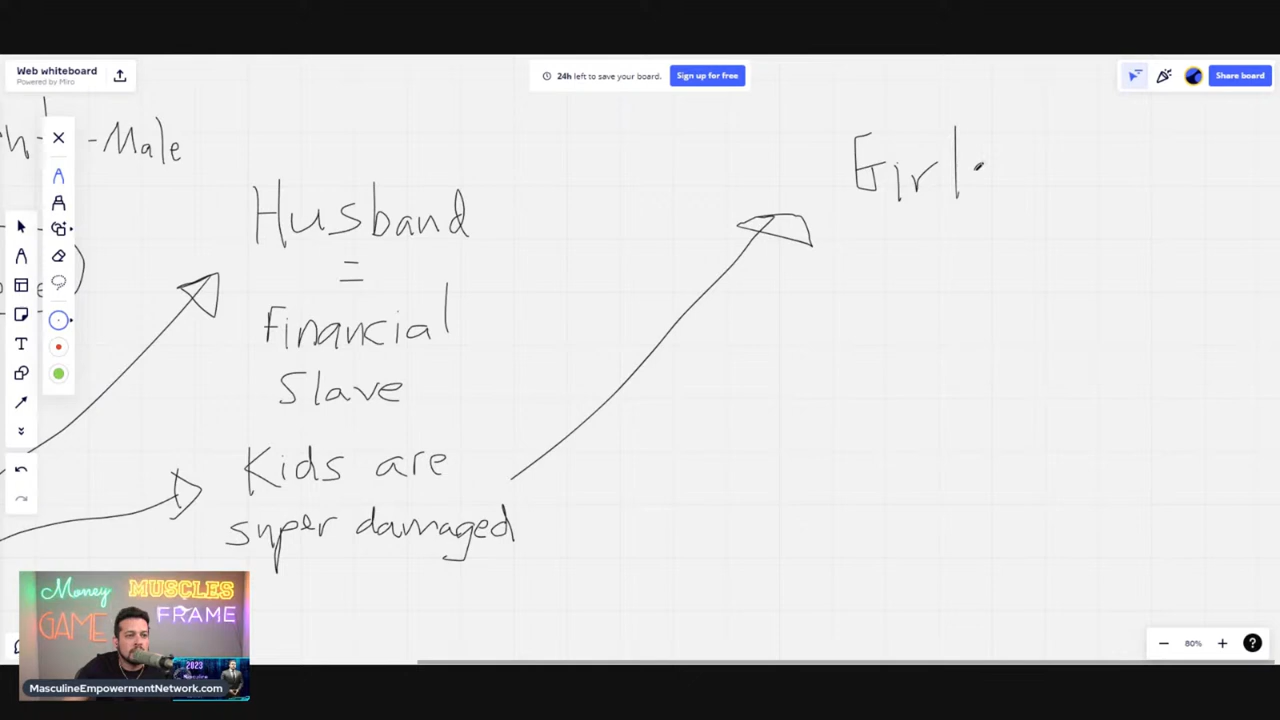 Web whiteboard
Powered by Miro
24h left to save your board.
Sign up for free
Share board
-Male
Husband
=
Financial
Slave
Kids are
super damaged
Girl
T
Money
MUSCLES
GAME
FRAME
2023
MasculineEmpowermentNetwork.com
80%